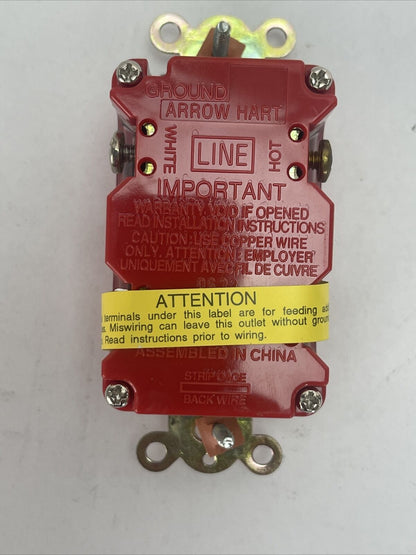 GROUND
ARROW HART
WHITE
LINE
HOT
IMPORTANT
WARRANTY VOID IF OPENED
READ INSTALLATION INSTRUCTIONS
CAUTION: USE COPPER WIRE
ONLY. ATTENTION: EMPLOYER
UNIQUEMENT AVEC FIL DE CUIVRE
ATTENTION
terminals under this label are for feeding
Miswiring can leave this outlet without
Read instructions prior to wiring.
ASSEMBLED IN CHINA
STRIP GAGE
BACK WIRE